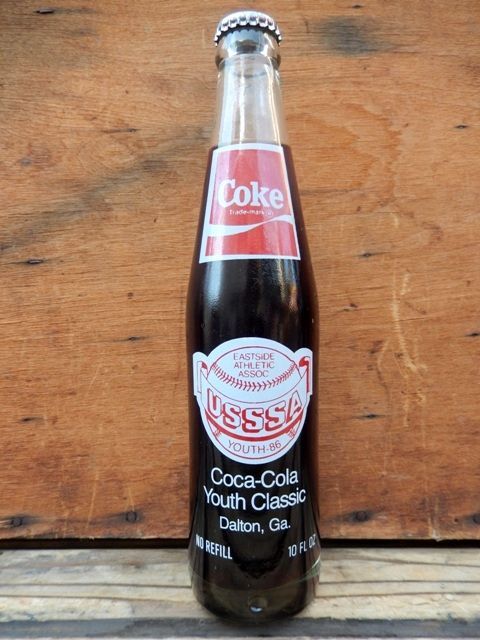 Coke
Trade-mark ®
EASTSIDE
ATHLETIC
ASSOC
USSSA
YOUTH-86
Coca-Cola
Youth Classic
Dalton, Ga.
NO REFILL 10 FL OZ